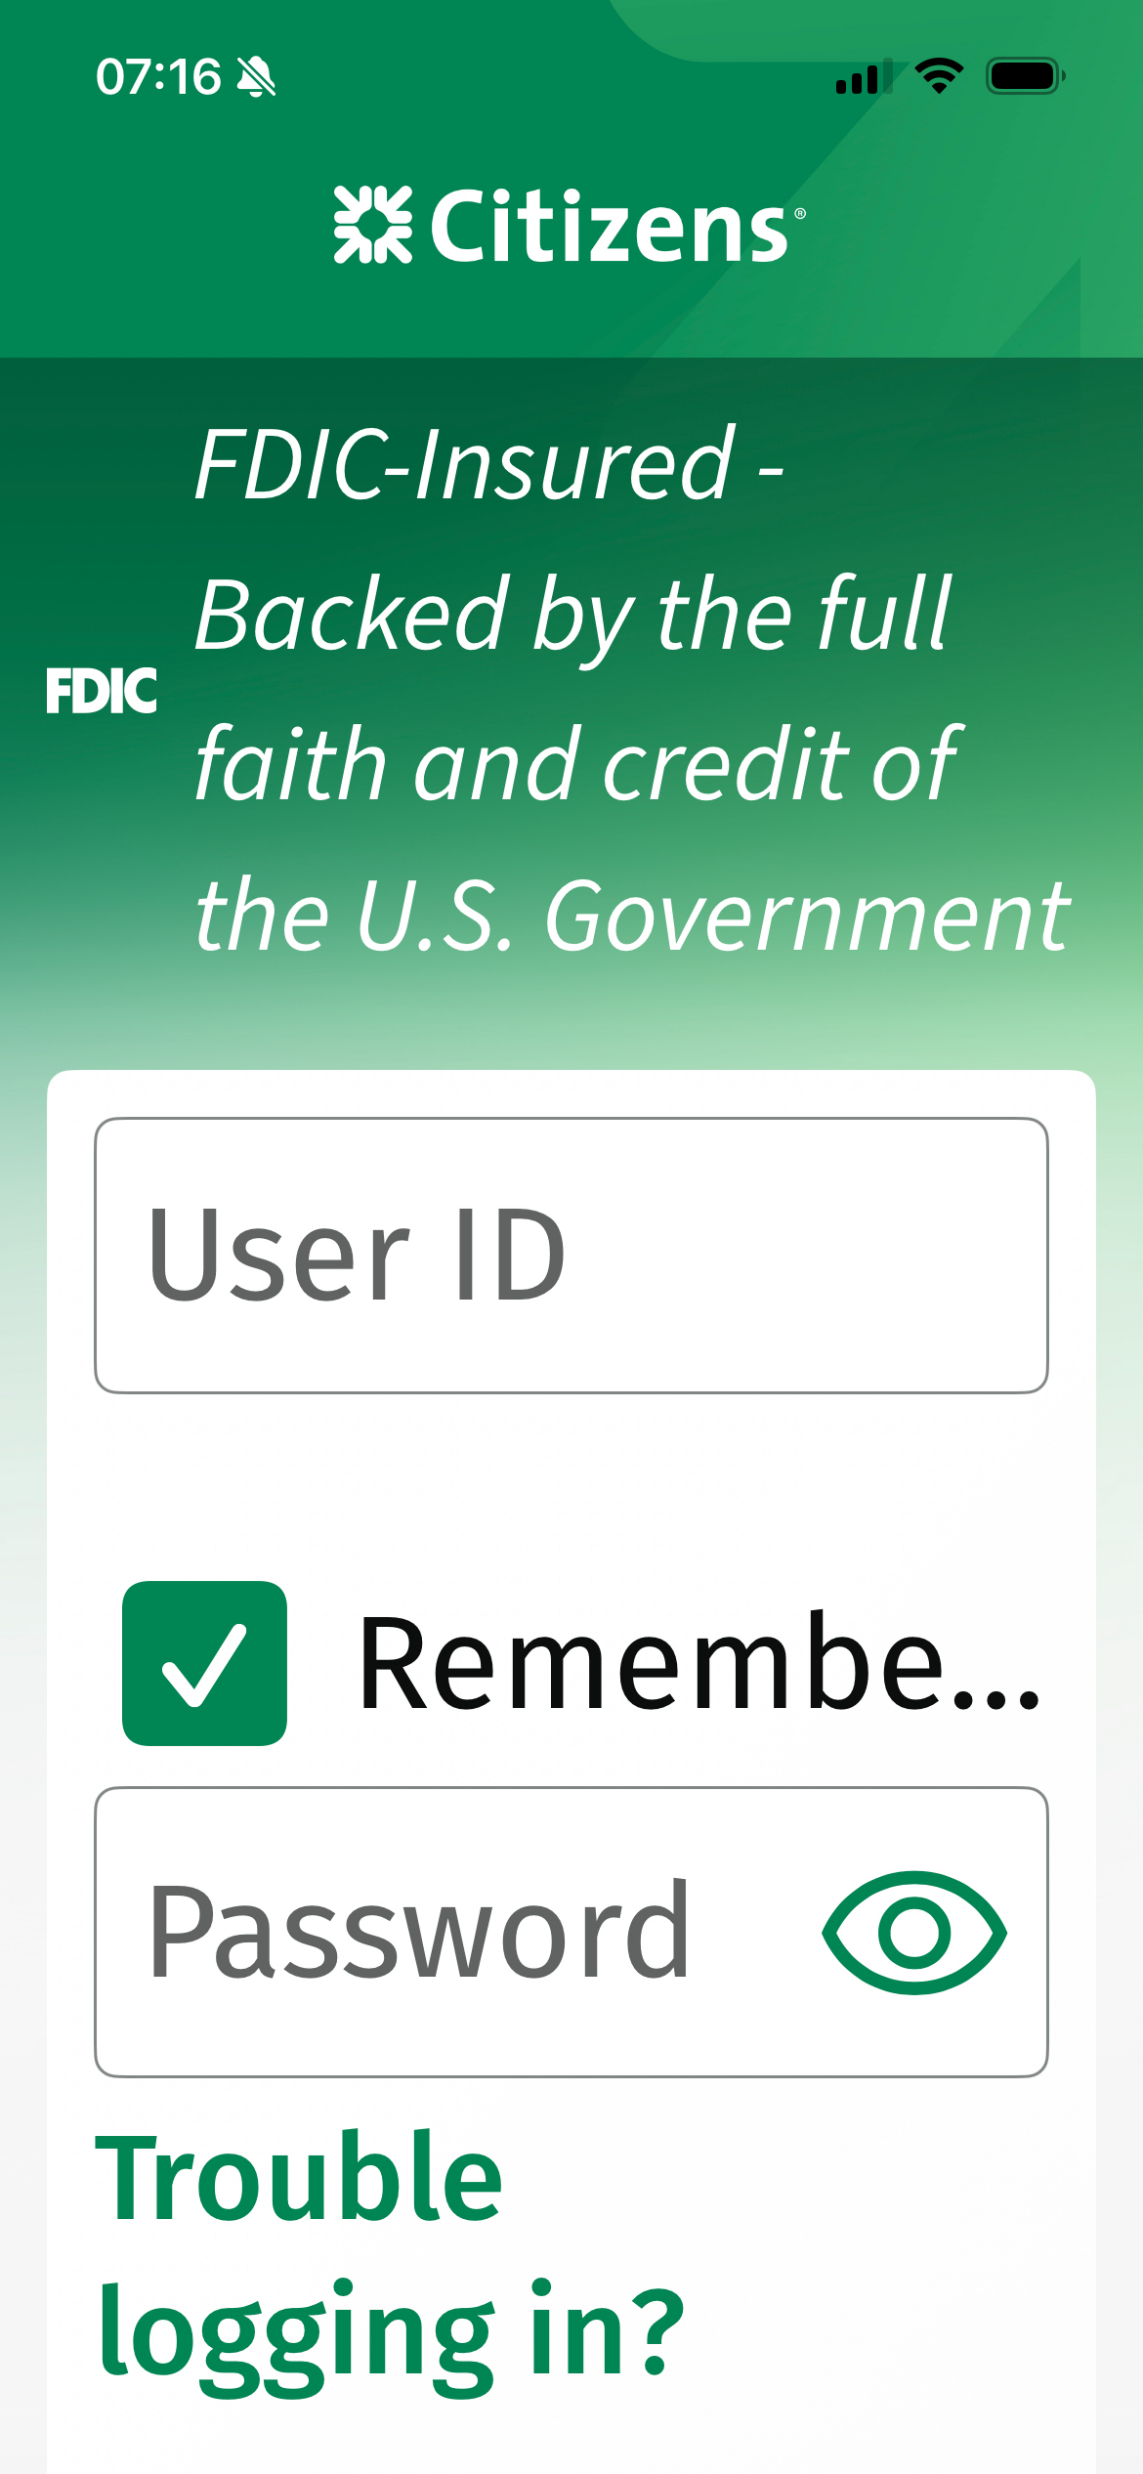 07:16
Citizens®
FDIC-Insured -
Backed by the full
FDIC
faith and credit of
the U.S. Government
User ID
Remembe...
Password
Trouble
logging in?